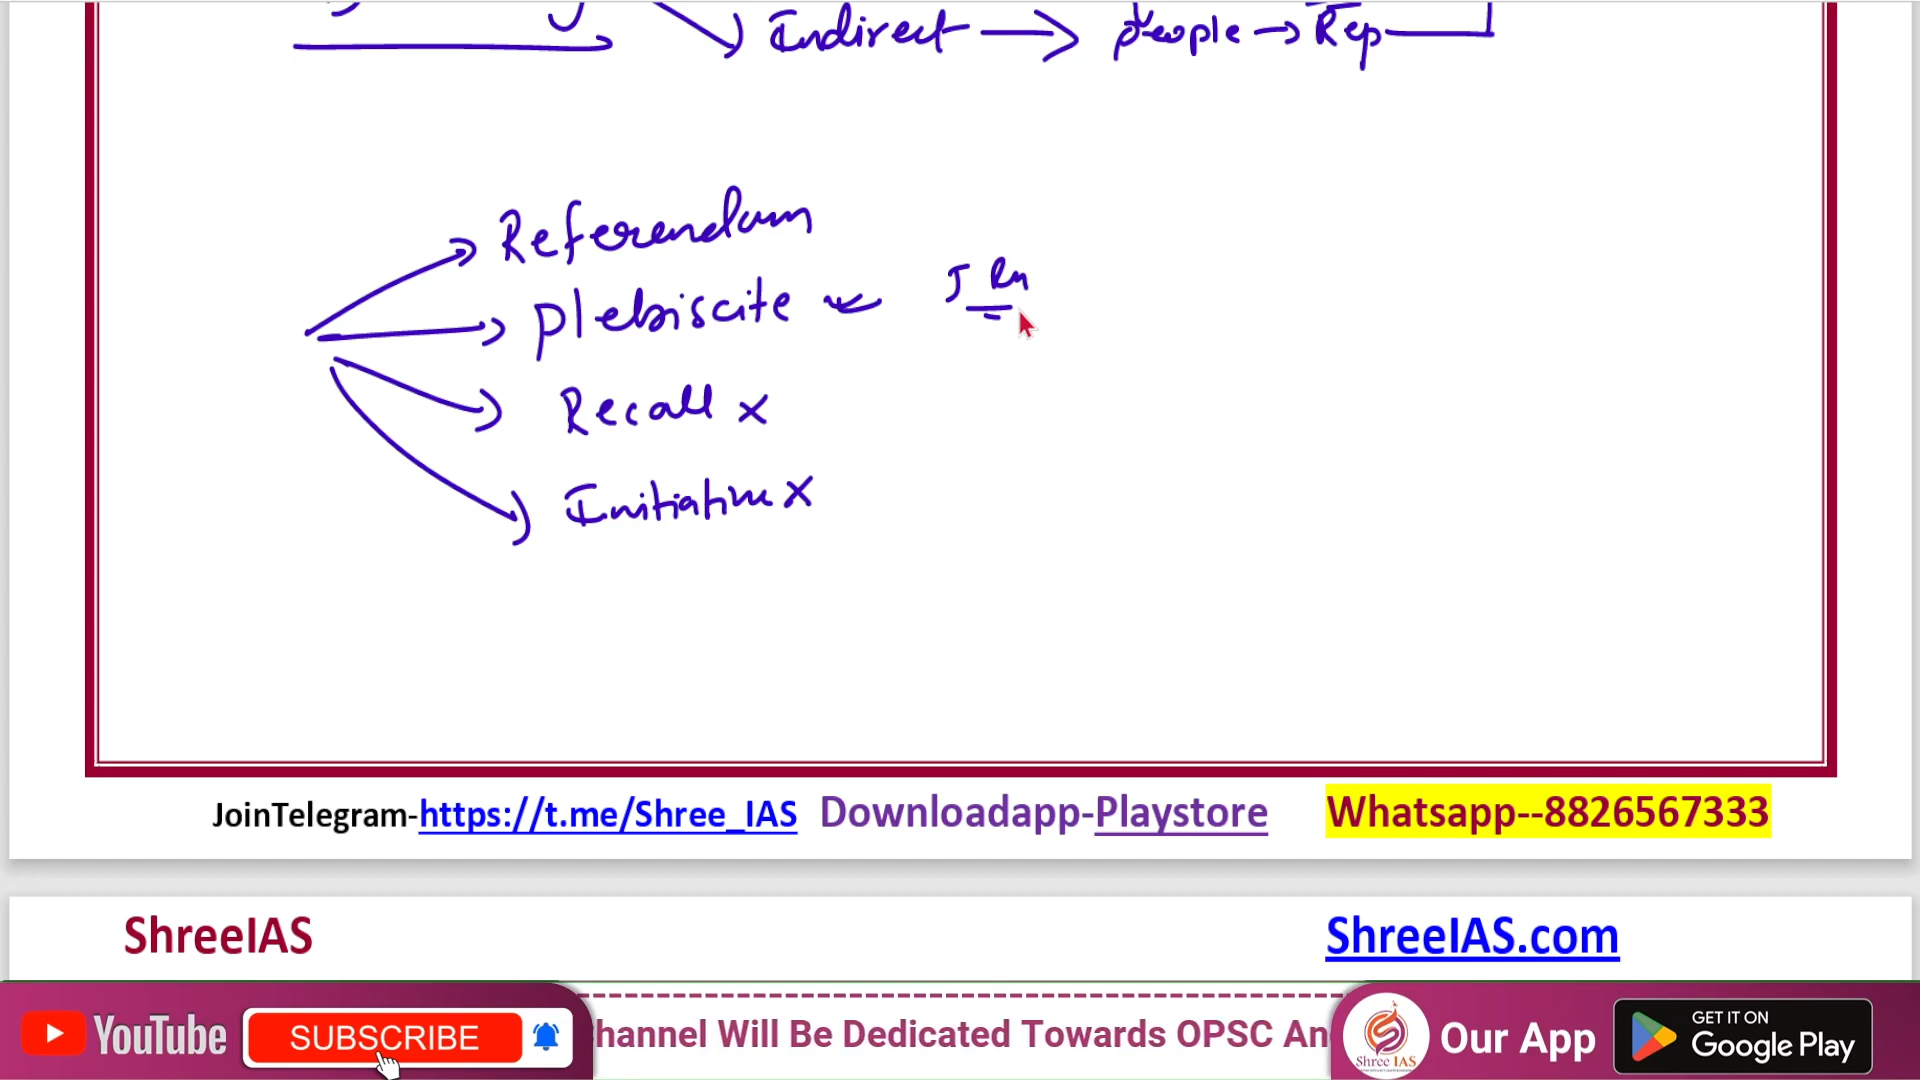 Indirect → people → Rep
Referendum
Plebiscite
Recall x
Initiative x
JoinTelegram-https://t.me/Shree_IAS Downloadapp-Playstore Whatsapp--8826567333
ShreeIAS ShreeIAS.com
YouTube SUBSCRIBE hannel Will Be Dedicated Towards OPSC An Shree IAS Our App GET IT ON Google Play